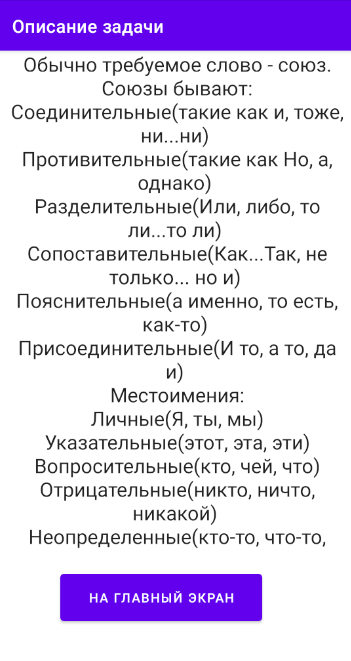 Описание задачи
Обычно требуемое слово - союз.
Союзы бывают:
Соединительные(такие как и, тоже,
ни...ни)
Противительные(такие как Но, а,
однако)
Разделительные(Или, либо, то
ли...то ли)
Сопоставительные(Как...Так, не
только... но и)
Пояснительные(а именно, то есть,
как-то)
Присоединительные(И то, а то, да
и)
Местоимения:
Личные(Я, ты, мы)
Указательные(этот, эта, эти)
Вопросительные(кто, чей, что)
Отрицательные(никто, ничто,
никакой)
Неопределенные(кто-то, что-то,
НА ГЛАВНЫЙ ЭКРАН